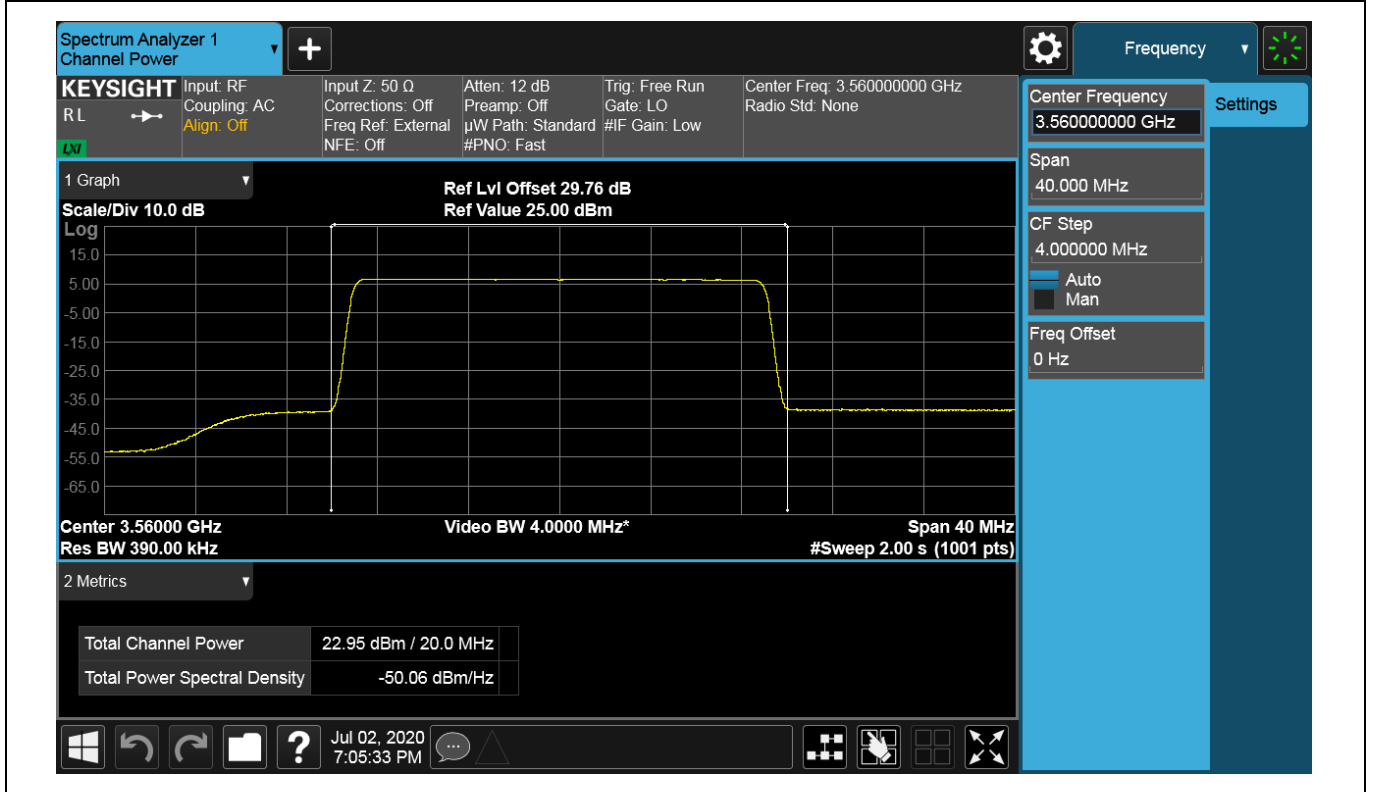 Spectrum Analyzer 1
Channel Power
Frequency
KEYSIGHT
RL
LXI
Input: RF
Coupling: AC
Align: Off
Input Z: 50 Ω
Corrections: Off
Freq Ref: External
NFE: Off
Atten: 12 dB
Preamp: Off
µW Path: Standard
#PNO: Fast
Trig: Free Run
Gate: LO
#IF Gain: Low
Center Freq: 3.560000000 GHz
Radio Std: None
Center Frequency
3.560000000 GHz
Settings
Span
40.000 MHz
CF Step
4.000000 MHz
Auto
Man
Freq Offset
0 Hz
1 Graph
Scale/Div 10.0 dB
Ref Lvl Offset 29.76 dB
Ref Value 25.00 dBm
Log
15.0
5.00
-5.00
-15.0
-25.0
-35.0
-45.0
-55.0
-65.0
Center 3.56000 GHz
Video BW 4.0000 MHz*
Span 40 MHz
Res BW 390.00 kHz
#Sweep 2.00 s (1001 pts)
2 Metrics
Total Channel Power 22.95 dBm / 20.0 MHz
Total Power Spectral Density -50.06 dBm/Hz
?
Jul 02, 2020
7:05:33 PM